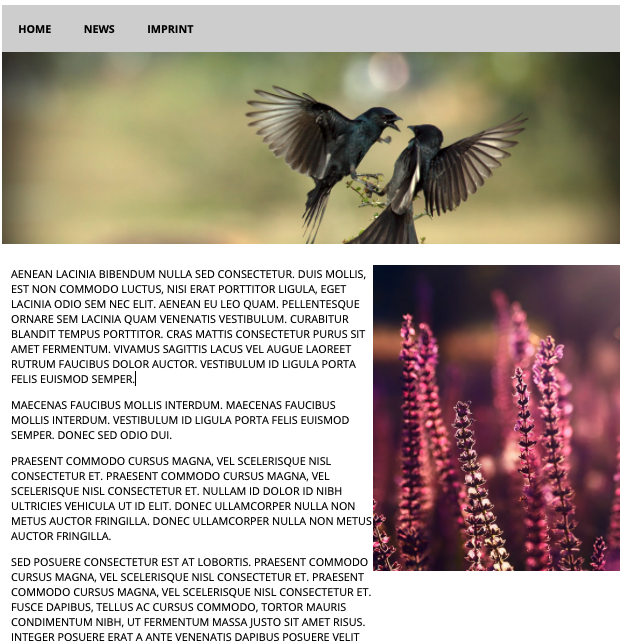 HOME NEWS IMPRINT
AENEAN LACINIA BIBENDUM NULLA SED CONSECTETUR. DUIS MOLLIS,
EST NON COMMODO LUCTUS, NISI ERAT PORTTITOR LIGULA, EGET
LACINIA ODIO SEM NEC ELIT. AENEAN EU LEO QUAM. PELLENTESQUE
ORNARE SEM LACINIA QUAM VENENATIS VESTIBULUM. CURABITUR
BLANDIT TEMPUS PORTTITOR. CRAS MATTIS CONSECTETUR PURUS SIT
AMET FERMENTUM. VIVAMUS SAGITTIS LACUS VEL AUGUE LAOREET
RUTRUM FAUCIBUS DOLOR AUCTOR. VESTIBULUM ID LIGULA PORTA
FELIS EUISMOD SEMPER.
MAECENAS FAUCIBUS MOLLIS INTERDUM. MAECENAS FAUCIBUS
MOLLIS INTERDUM. VESTIBULUM ID LIGULA PORTA FELIS EUISMOD
SEMPER. DONEC SED ODIO DUI.
PRAESENT COMMODO CURSUS MAGNA, VEL SCELERISQUE NISL
CONSECTETUR ET. PRAESENT COMMODO CURSUS MAGNA, VEL
SCELERISQUE NISL CONSECTETUR ET. NULLAM ID DOLOR ID NIBH
ULTRICIES VEHICULA UT ID ELIT. DONEC ULLAMCORPER NULLA NON
METUS AUCTOR FRINGILLA. DONEC ULLAMCORPER NULLA NON METUS
AUCTOR FRINGILLA.
SED POSUERE CONSECTETUR EST AT LOBORTIS. PRAESENT COMMODO
CURSUS MAGNA, VEL SCELERISQUE NISL CONSECTETUR ET. PRAESENT
COMMODO CURSUS MAGNA, VEL SCELERISQUE NISL CONSECTETUR ET.
FUSCE DAPIBUS, TELLUS AC CURSUS COMMODO, TORTOR MAURIS
CONDIMENTUM NIBH, UT FERMENTUM MASSA JUSTO SIT AMET RISUS.
INTEGER POSUERE ERAT A ANTE VENENATIS DAPIBUS POSUERE VELIT